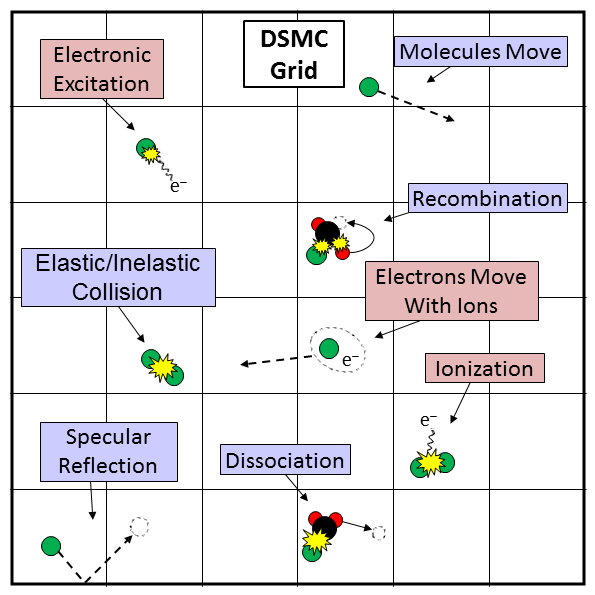 DSMC
Grid
Electronic
Excitation
Molecules Move
e⁻
Recombination
Elastic/Inelastic
Collision
Electrons Move
With Ions
e⁻
Ionization
e⁻
Specular
Reflection
Dissociation